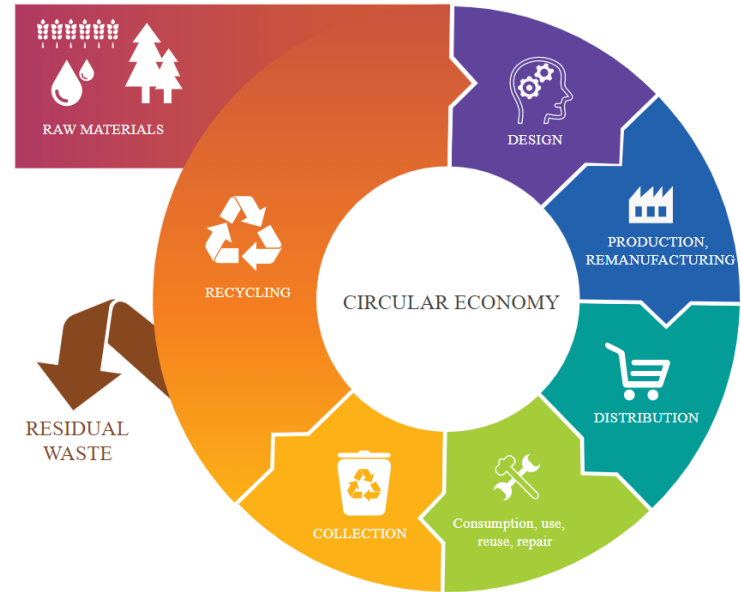 RAW MATERIALS
DESIGN
PRODUCTION,
REMANUFACTURING
RECYCLING
CIRCULAR ECONOMY
DISTRIBUTION
RESIDUAL
WASTE
Consumption, use,
reuse, repair
COLLECTION